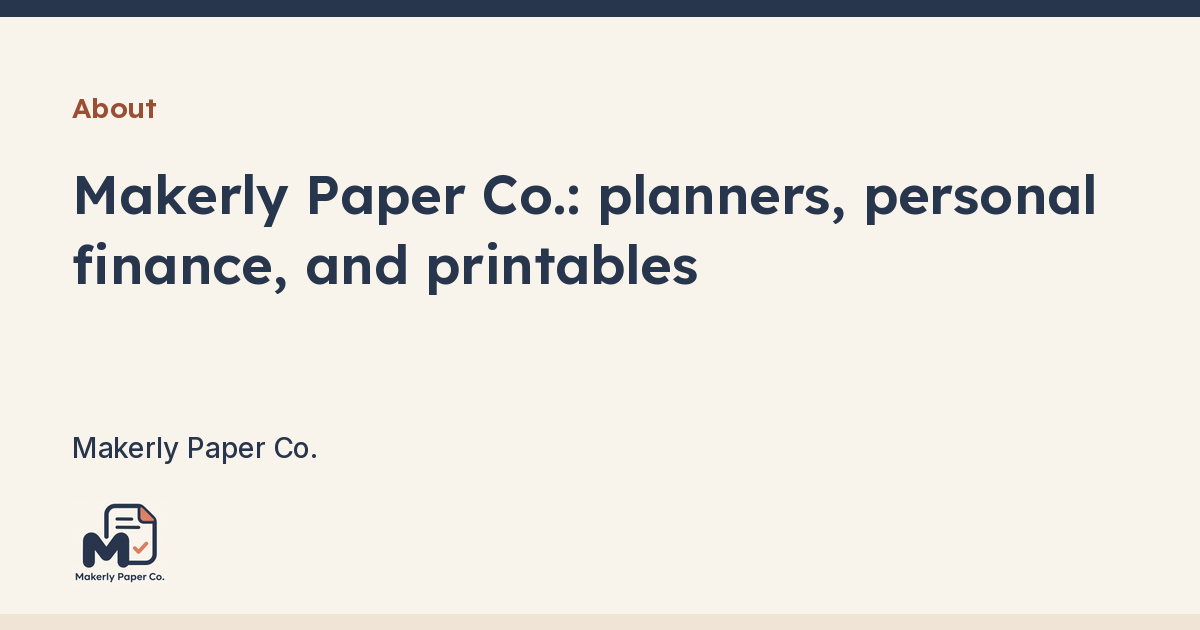 About
Makerly Paper Co.: planners, personal
finance, and printables
Makerly Paper Co.
M
Makerly Paper Co.